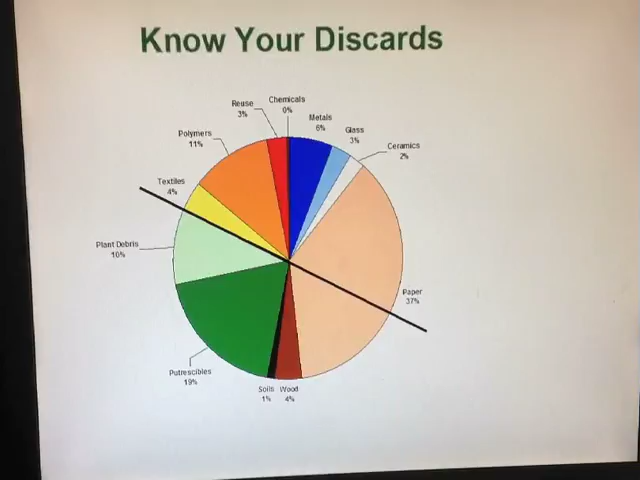 Know Your Discards
Chemicals
0%
Reuse
3%
Metals
6%
Glass
3%
Polymers
11%
Ceramics
2%
Textiles
4%
Plant Debris
10%
Paper
37%
Putrescibles
19%
Soils
1%
Wood
4%